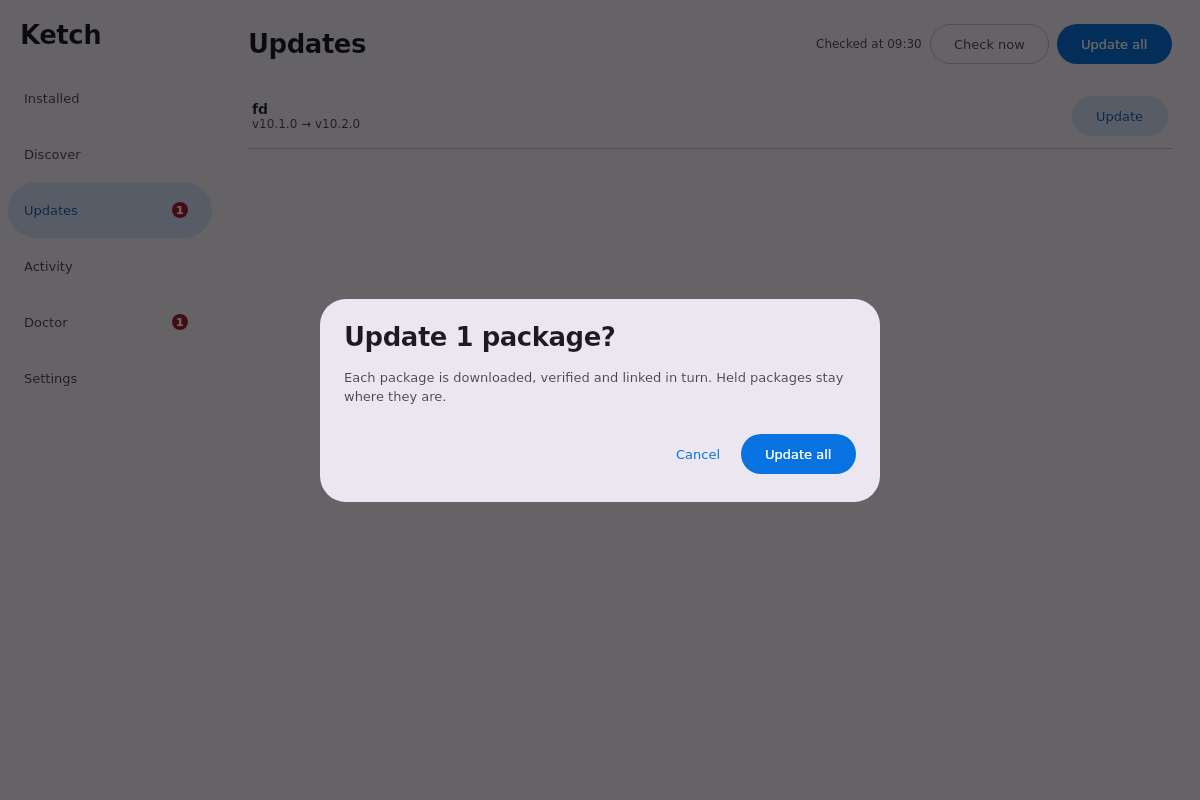 Ketch
Installed
Discover
Updates 1
Activity
Doctor 1
Settings
Updates
Checked at 09:30
Check now
Update all
fd
v10.1.0 → v10.2.0
Update
Update 1 package?
Each package is downloaded, verified and linked in turn. Held packages stay
where they are.
Cancel
Update all